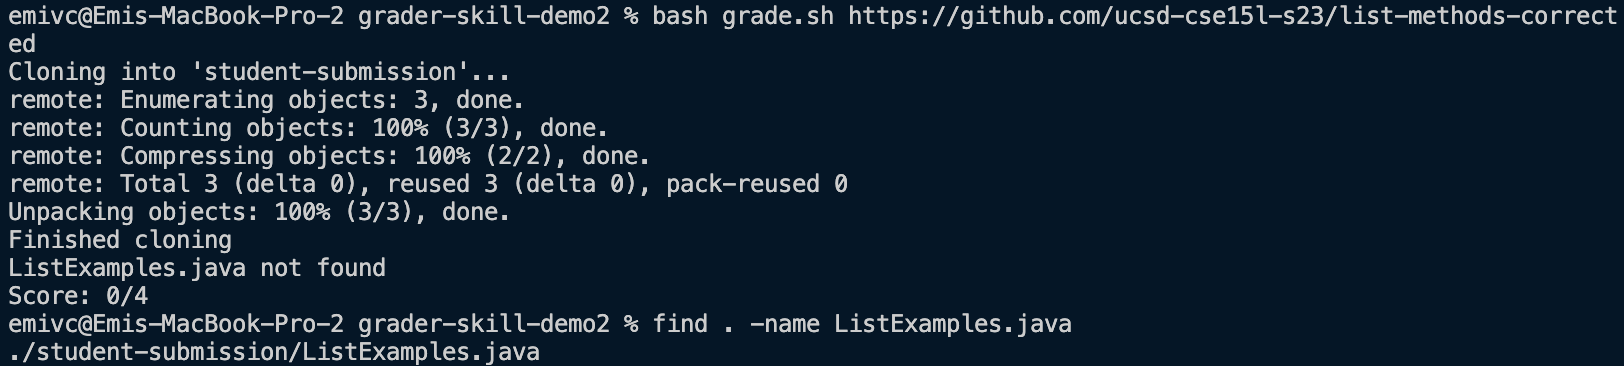 emivc@Emis-MacBook-Pro-2 grader-skill-demo2 % bash grade.sh https://github.com/ucsd-cse15l-s23/list-methods-correct
ed
Cloning into 'student-submission'...
remote: Enumerating objects: 3, done.
remote: Counting objects: 100% (3/3), done.
remote: Compressing objects: 100% (2/2), done.
remote: Total 3 (delta 0), reused 3 (delta 0), pack-reused 0
Unpacking objects: 100% (3/3), done.
Finished cloning
ListExamples.java not found
Score: 0/4
emivc@Emis-MacBook-Pro-2 grader-skill-demo2 % find . -name ListExamples.java
./student-submission/ListExamples.java